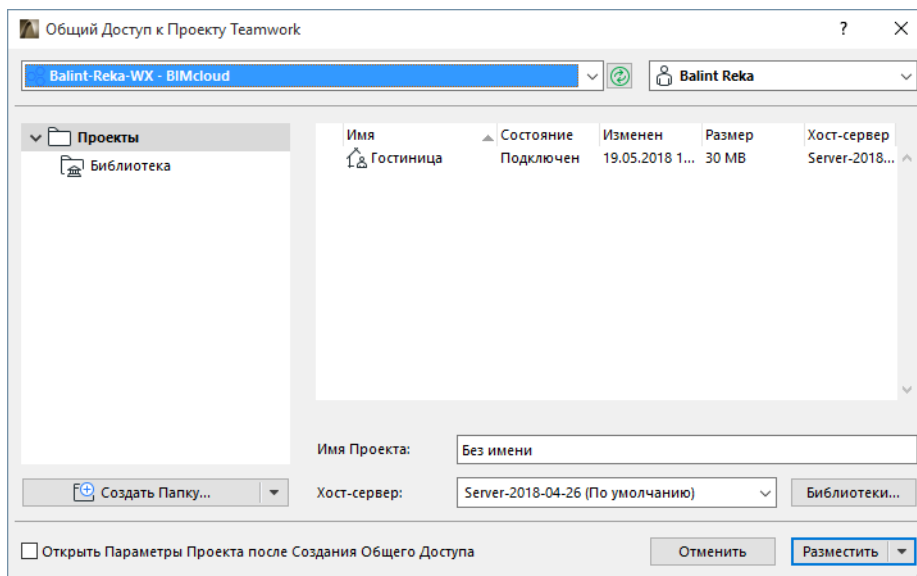 Общий Доступ к Проекту Teamwork
Balint-Reka-WX - BIMcloud
Balint Reka
Проекты
Библиотека
Имя Состояние Изменен Размер Хост-сервер
Гостиница Подключен 19.05.2018 1... 30 MB Server-2018...
Имя Проекта: Без имени
Создать Папку...
Хост-сервер: Server-2018-04-26 (По умолчанию) Библиотеки...
Открыть Параметры Проекта после Создания Общего Доступа
Отменить Разместить